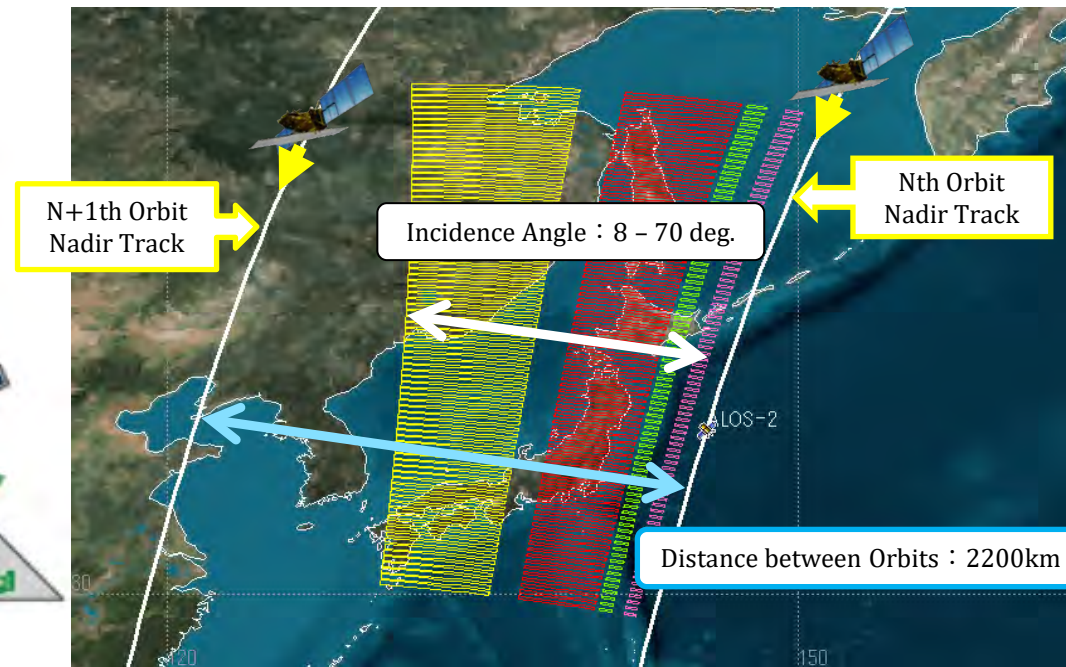 N+1th Orbit
Nadir Track
Nth Orbit
Nadir Track
Incidence Angle：8 – 70 deg.
ALOS-2
Distance between Orbits：2200km
30
120
150